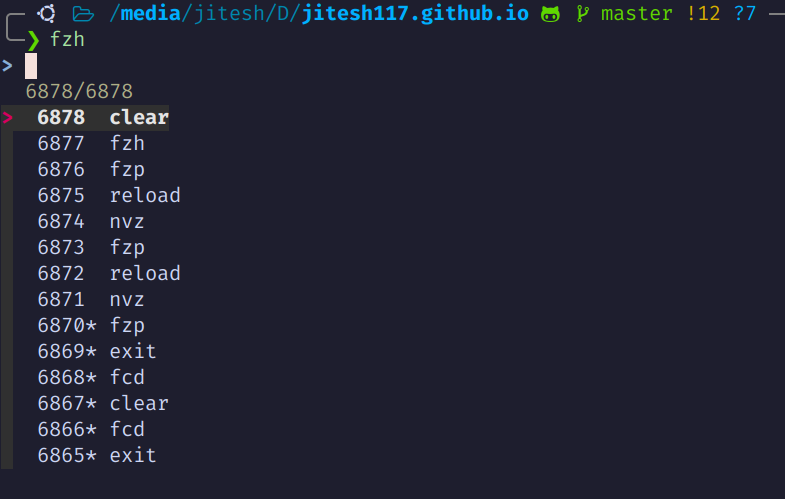 /media/jitesh/D/jitesh117.github.io master !12 ?7
❯ fzh
>
6878/6878
> 6878 clear
6877 fzh
6876 fzp
6875 reload
6874 nvz
6873 fzp
6872 reload
6871 nvz
6870* fzp
6869* exit
6868* fcd
6867* clear
6866* fcd
6865* exit